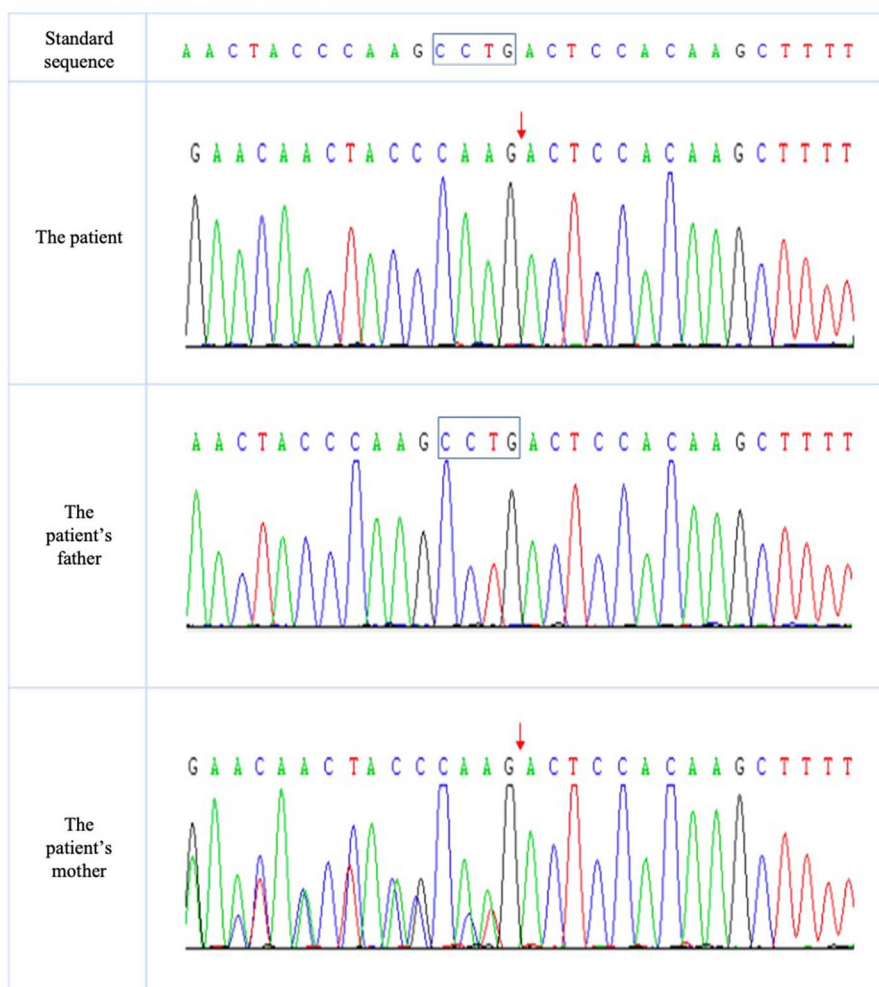 Standard
sequence
A A C T A C C C A A G C C T G A C T C C A C A A G C T T T T
The patient
G A A C A A C T A C C C A A G A C T C C A C A A G C T T T T
The
patient’s
father
A A C T A C C C A A G C C T G A C T C C A C A A G C T T T T
The
patient’s
mother
G A A C A A C T A C C C A A G A C T C C A C A A G C T T T T